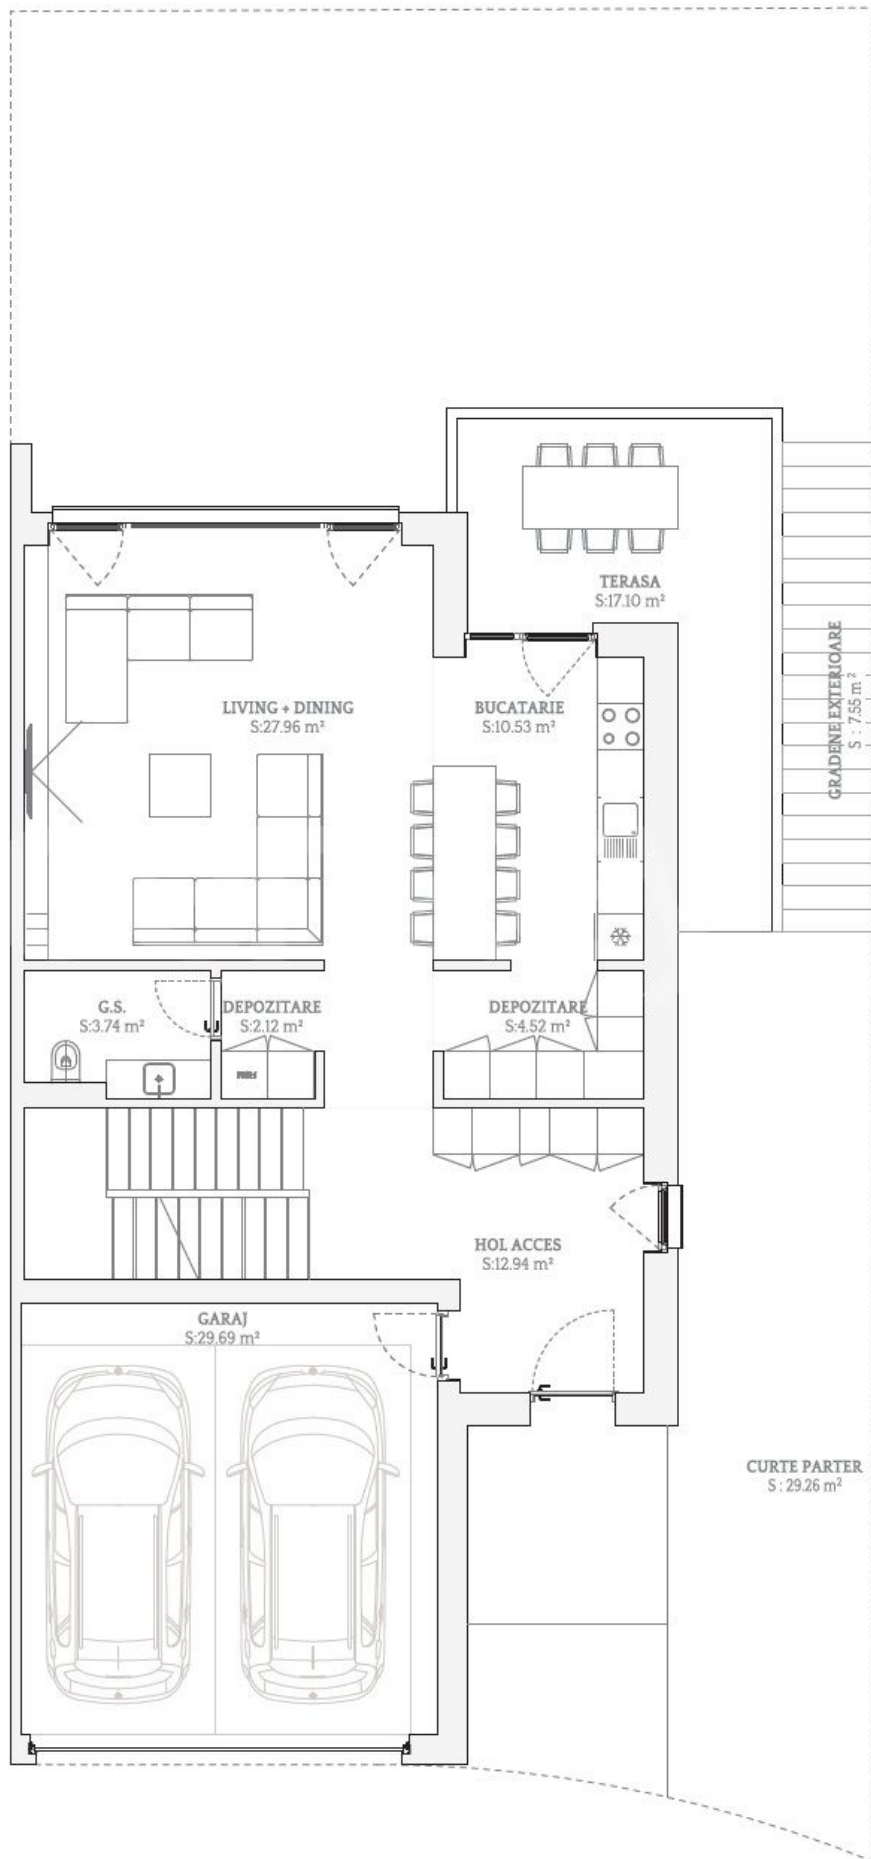 TERASA
S:17.10 m²
GRADENE EXTERIOARE
S : 7.55 m²
LIVING + DINING
S:27.96 m²
BUCATARIE
S:10.53 m²
G.S.
S:3.74 m²
DEPOZITARE
S:2.12 m²
DEPOZITARE
S:4.52 m²
HOL ACCES
S:12.94 m²
GARAJ
S:29.69 m²
CURTE PARTER
S : 29.26 m²